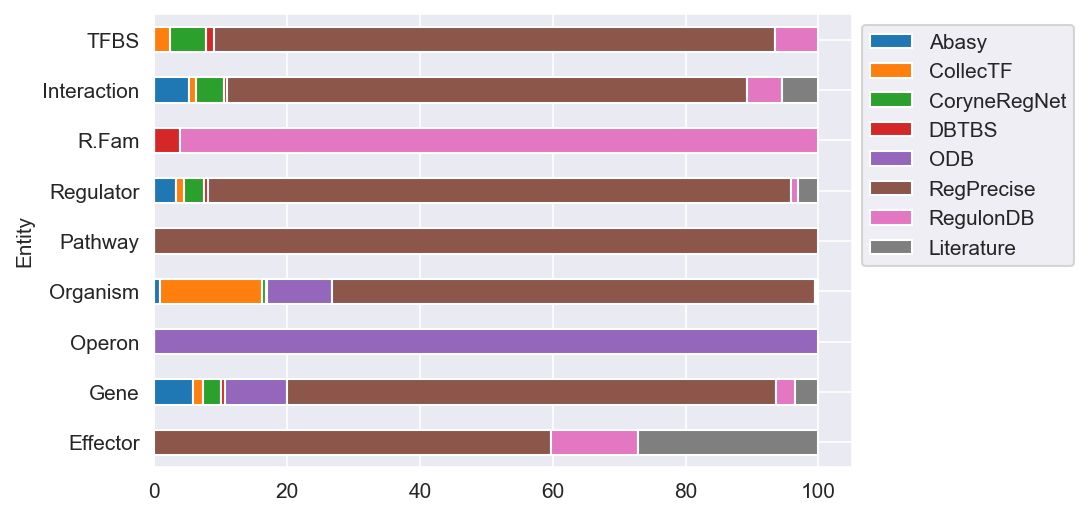 TFBS
Interaction
R.Fam
Regulator
Pathway
Organism
Operon
Gene
Effector
Entity
0 20 40 60 80 100
Abasy
CollecTF
CoryneRegNet
DBTBS
ODB
RegPrecise
RegulonDB
Literature